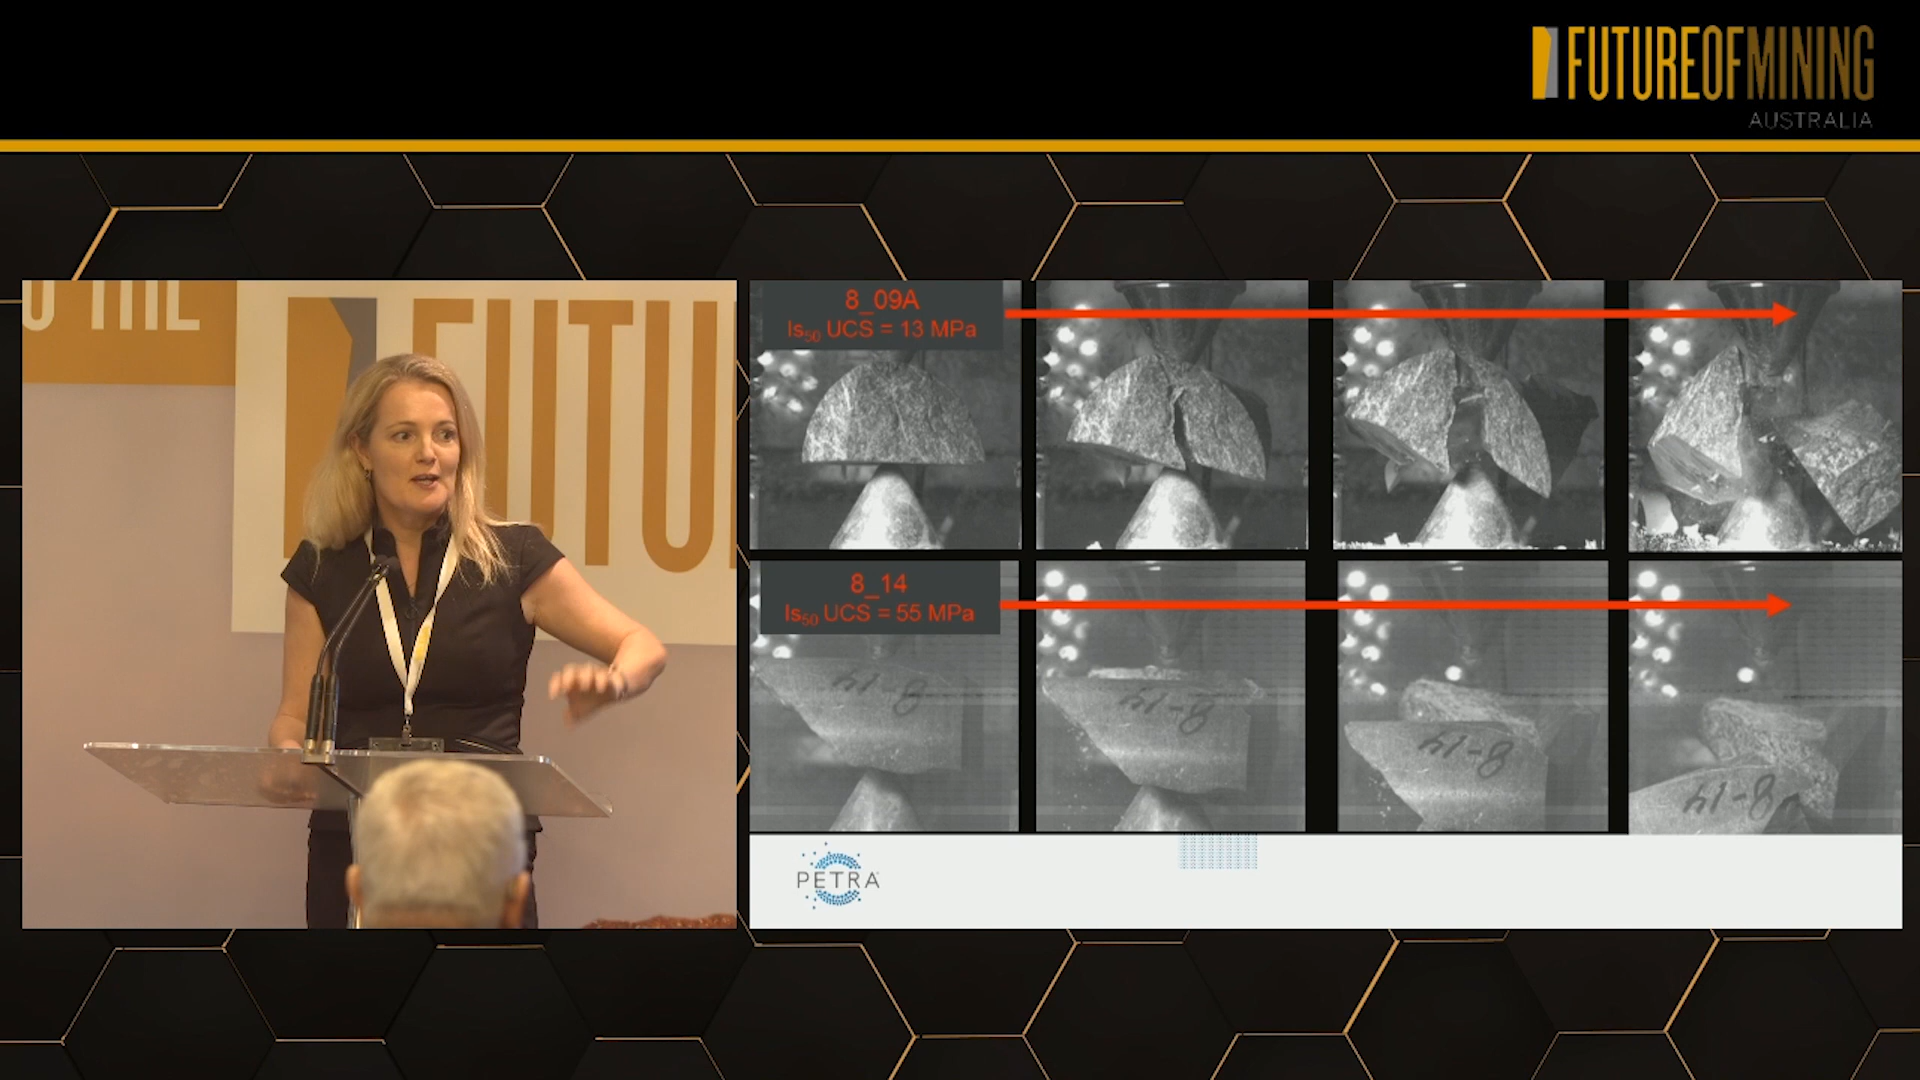 FUTUREOFMINING
AUSTRALIA
THE
FUTU
8_09A
Is₅₀ UCS = 13 MPa
8_14
Is₅₀ UCS = 55 MPa
8-14
8-14
8-14
8-14
PETRA